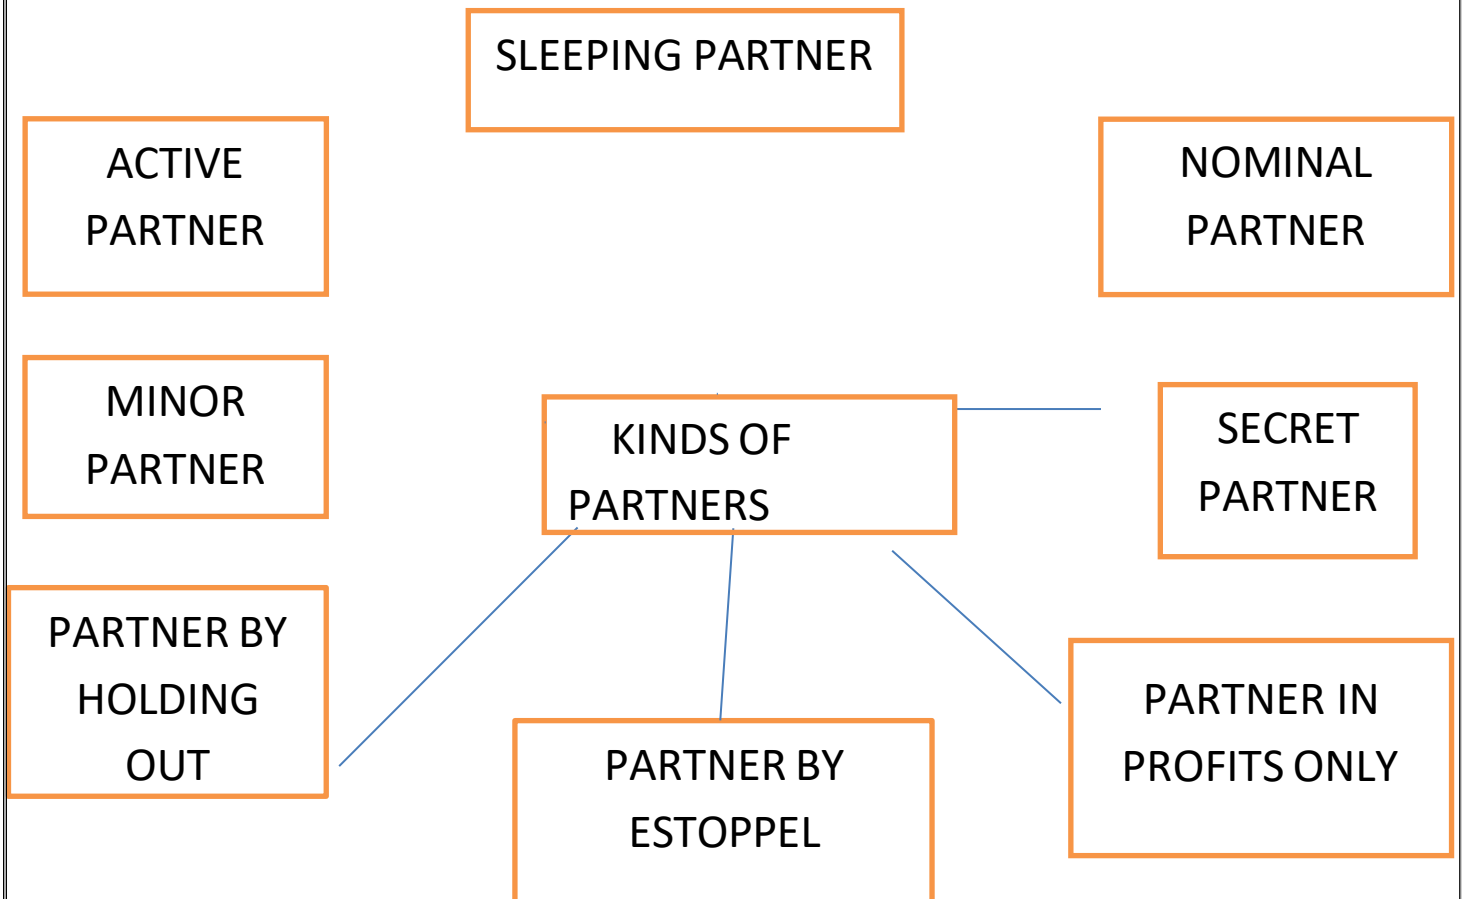 SLEEPING PARTNER
ACTIVE
PARTNER
NOMINAL
PARTNER
MINOR
PARTNER
KINDS OF
PARTNERS
SECRET
PARTNER
PARTNER BY
HOLDING
OUT
PARTNER BY
ESTOPPEL
PARTNER IN
PROFITS ONLY